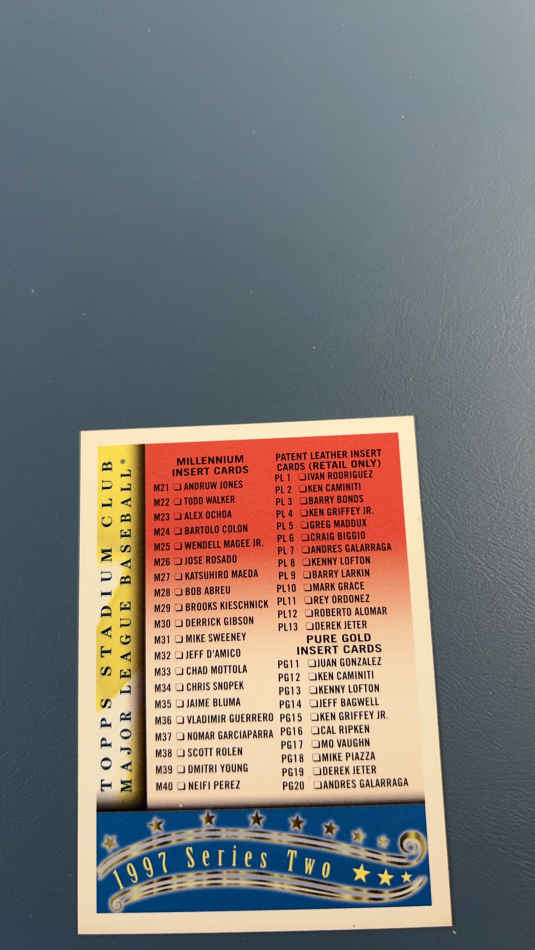 TOPPS STADIUM CLUB
MAJOR LEAGUE BASEBALL®
MILLENNIUM
INSERT CARDS
M21 ❏ ANDRUW JONES
M22 ❏ TODD WALKER
M23 ❏ ALEX OCHOA
M24 ❏ BARTOLO COLON
M25 ❏ WENDELL MAGEE JR.
M26 ❏ JOSE ROSADO
M27 ❏ KATSUHIRO MAEDA
M28 ❏ BOB ABREU
M29 ❏ BROOKS KIESCHNICK
M30 ❏ DERRICK GIBSON
M31 ❏ MIKE SWEENEY
M32 ❏ JEFF D'AMICO
M33 ❏ CHAD MOTTOLA
M34 ❏ CHRIS SNOPEK
M35 ❏ JAIME BLUMA
M36 ❏ VLADIMIR GUERRERO
M37 ❏ NOMAR GARCIAPARRA
M38 ❏ SCOTT ROLEN
M39 ❏ DMITRI YOUNG
M40 ❏ NEIFI PEREZ
PATENT LEATHER INSERT
CARDS (RETAIL ONLY)
PL 1 ❏IVAN RODRIGUEZ
PL 2 ❏KEN CAMINITI
PL 3 ❏BARRY BONDS
PL 4 ❏KEN GRIFFEY JR.
PL 5 ❏GREG MADDUX
PL 6 ❏CRAIG BIGGIO
PL 7 ❏ANDRES GALARRAGA
PL 8 ❏KENNY LOFTON
PL 9 ❏BARRY LARKIN
PL10 ❏MARK GRACE
PL11 ❏REY ORDONEZ
PL12 ❏ROBERTO ALOMAR
PL13 ❏DEREK JETER
PURE GOLD
INSERT CARDS
PG11 ❏JUAN GONZALEZ
PG12 ❏KEN CAMINITI
PG13 ❏KENNY LOFTON
PG14 ❏JEFF BAGWELL
PG15 ❏KEN GRIFFEY JR.
PG16 ❏CAL RIPKEN
PG17 ❏MO VAUGHN
PG18 ❏MIKE PIAZZA
PG19 ❏DEREK JETER
PG20 ❏ANDRES GALARRAGA
1997 Series Two